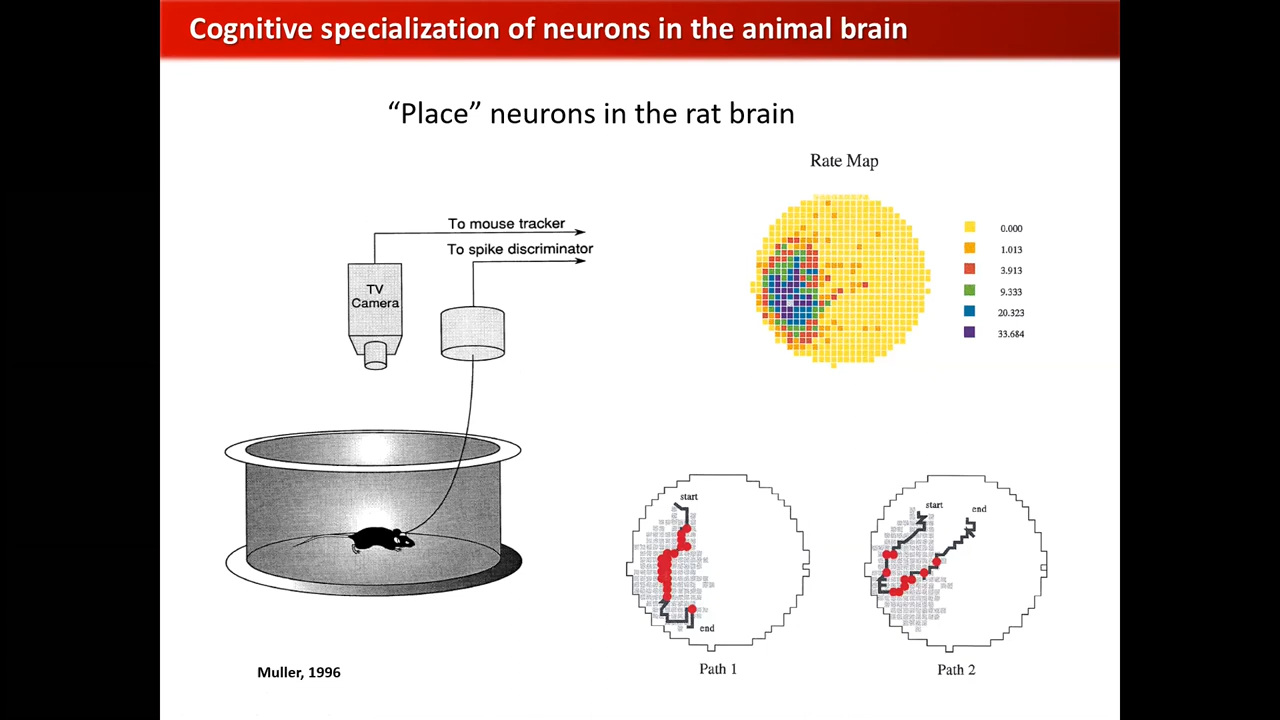 Cognitive specialization of neurons in the animal brain
“Place” neurons in the rat brain
Rate Map
To mouse tracker
To spike discriminator
TV
Camera
0.000
1.013
3.913
9.333
20.323
33.684
start
end
Path 1
start
end
Path 2
Muller, 1996